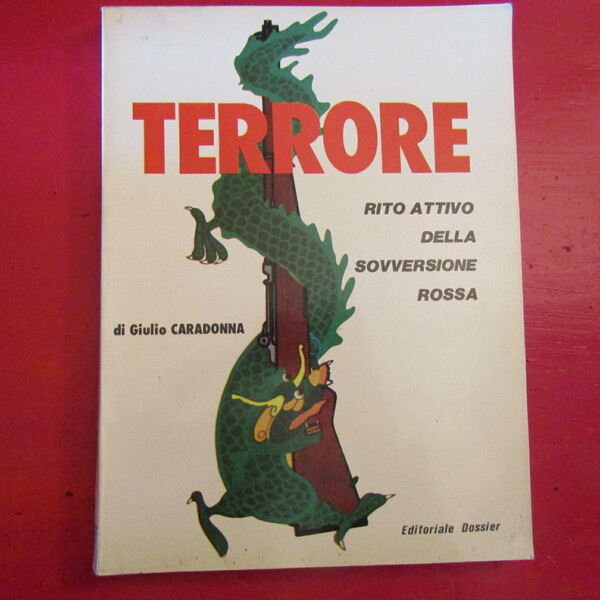 TERRORE
RITO ATTIVO
DELLA
SOVVERSIONE
ROSSA
di Giulio CARADONNA
Editoriale Dossier